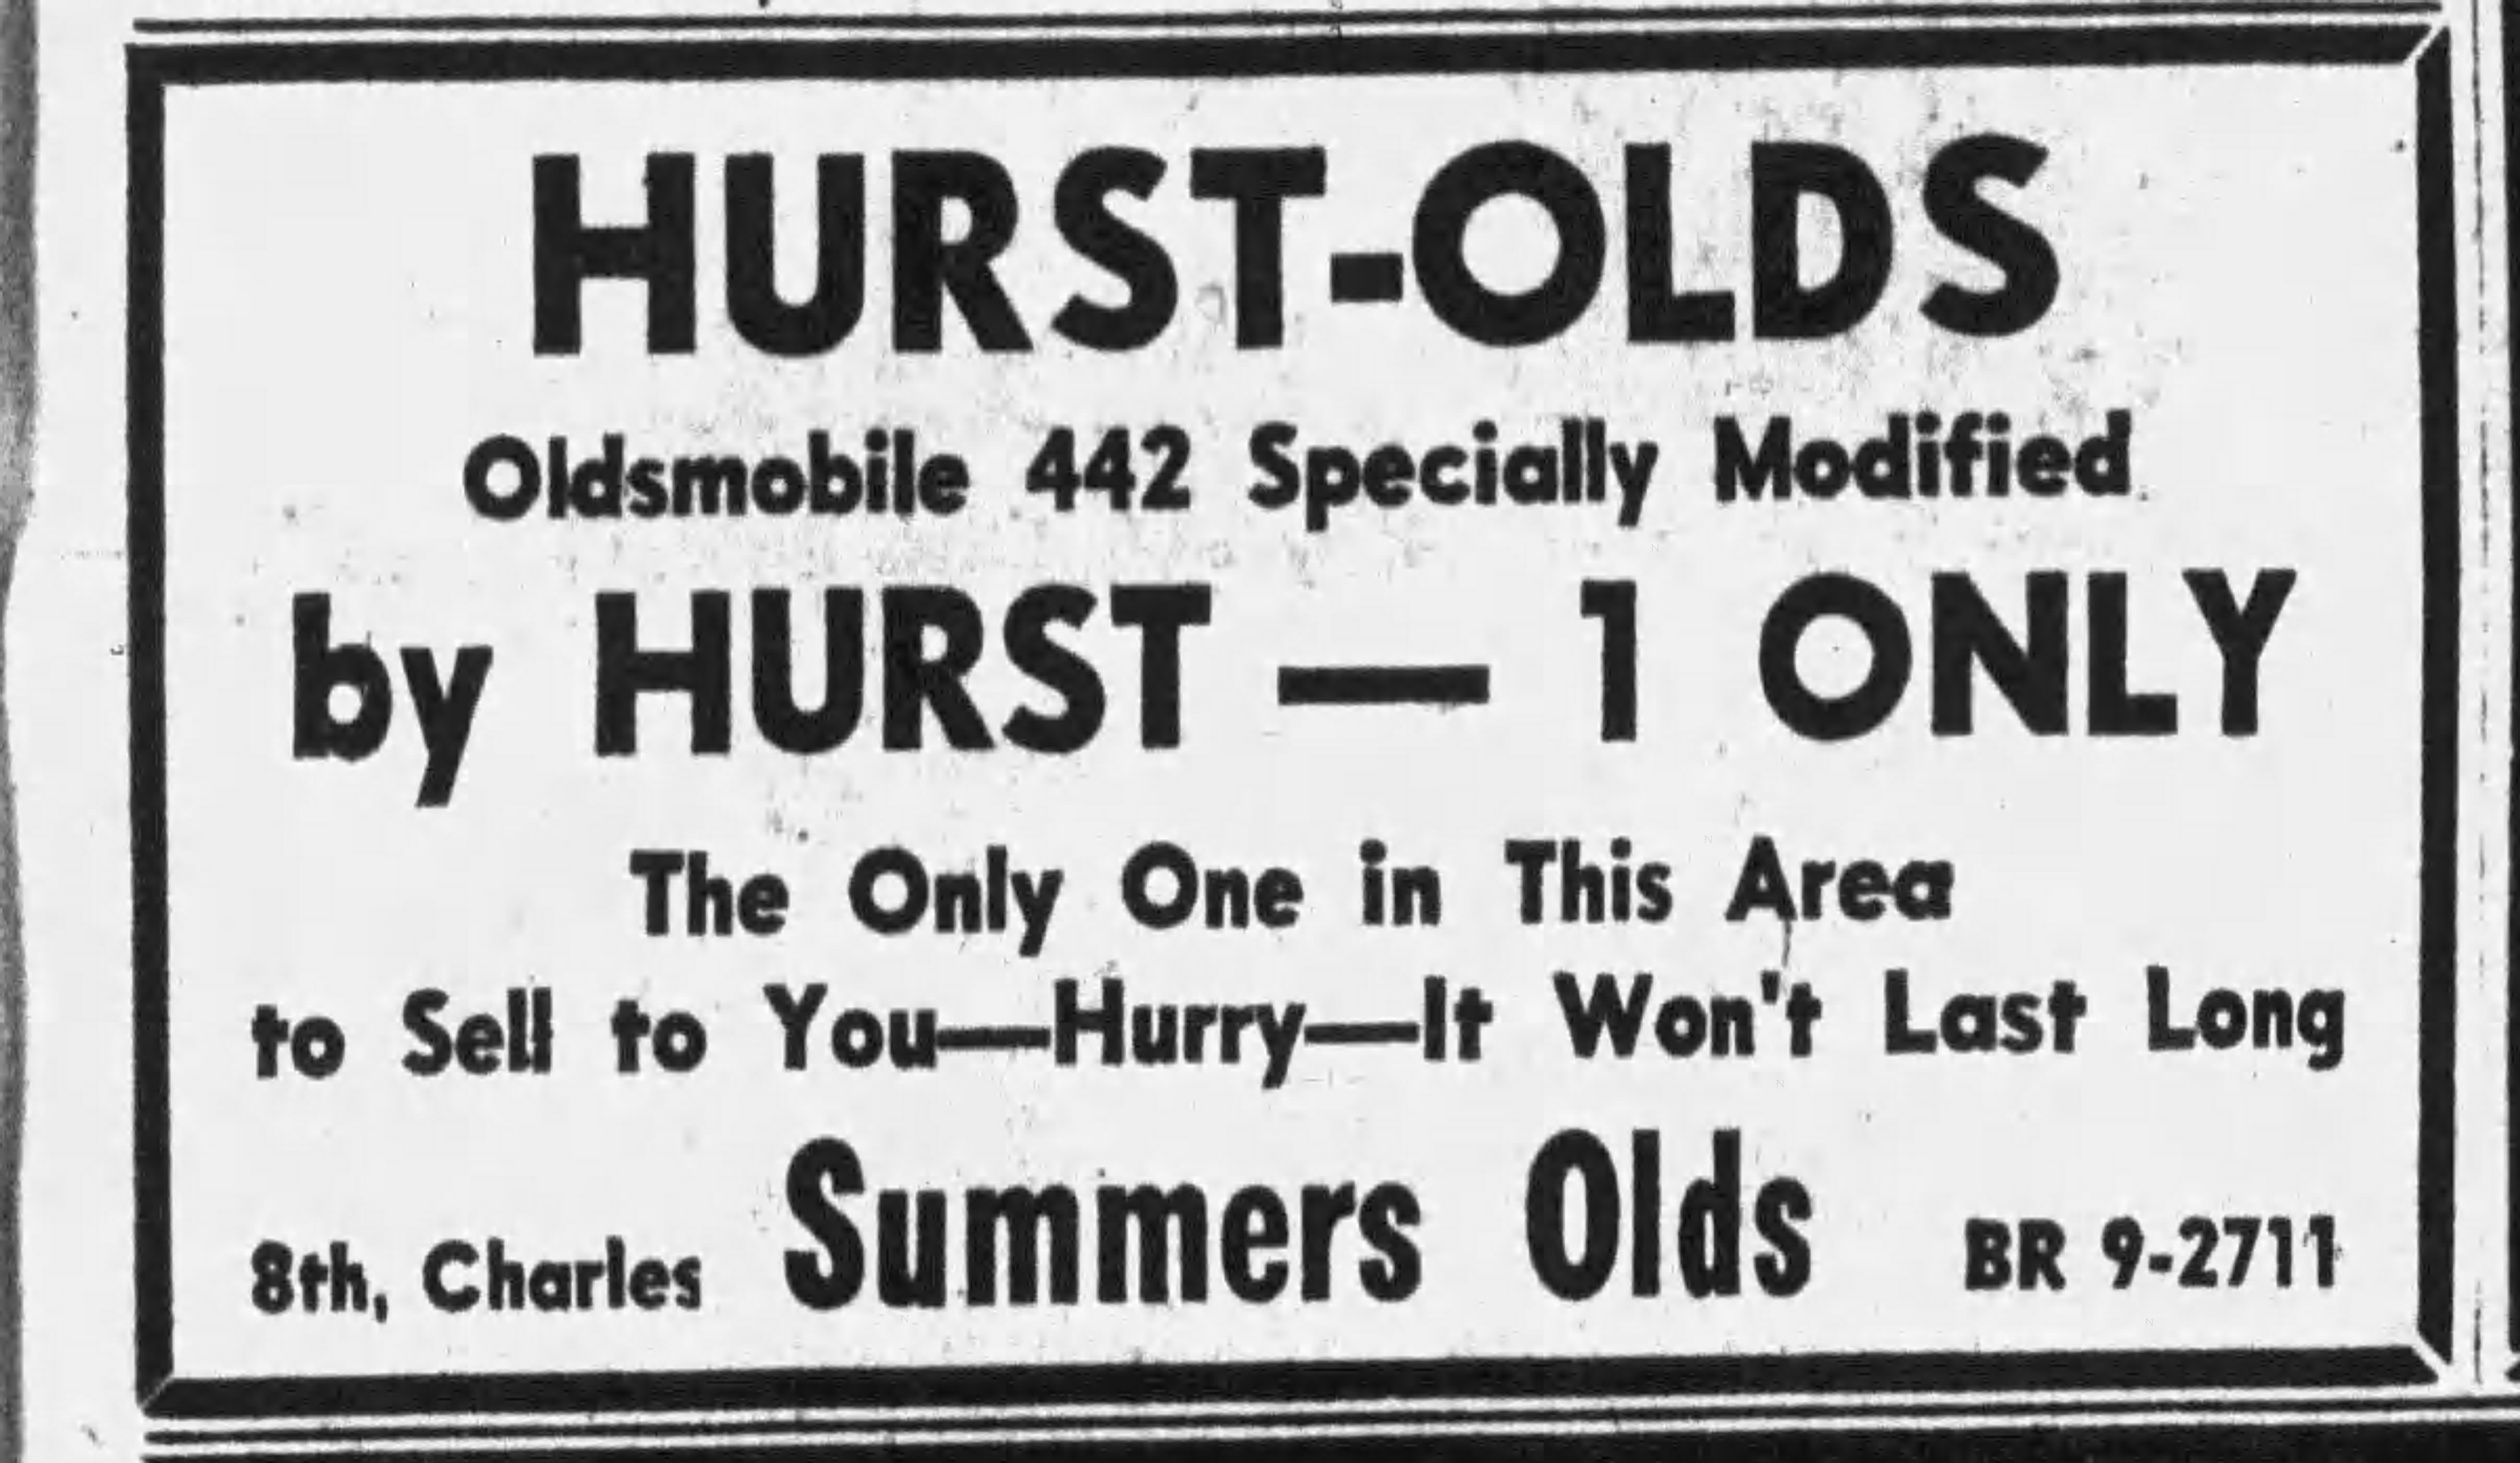 HURST-OLDS
Oldsmobile 442 Specially Modified
by HURST — 1 ONLY
The Only One in This Area
to Sell to You—Hurry—It Won't Last Long
8th, Charles Summers Olds BR 9-2711